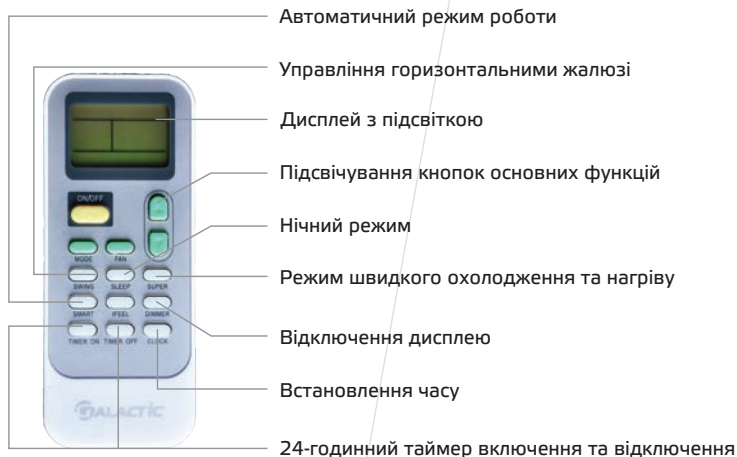 Автоматичний режим роботи
Управління горизонтальними жалюзі
Дисплей з підсвіткою
Підсвічування кнопок основних функцій
Нічний режим
Режим швидкого охолодження та нагріву
Відключення дисплею
Встановлення часу
24-годинний таймер включення та відключення
ON/OFF
MODE FAN
SWING SLEEP SUPER
SMART IFEEL DIMMER
TIMER ON TIMER OFF CLOCK
GALACTIC